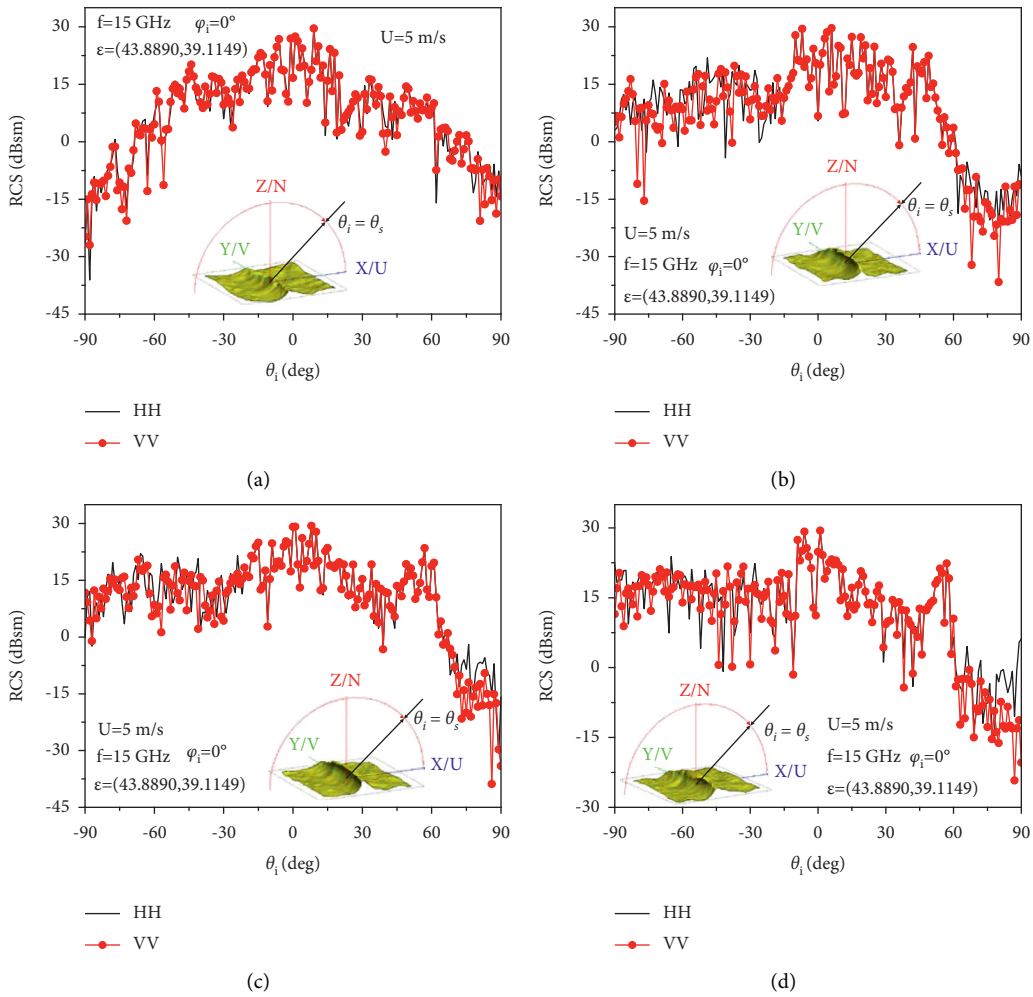 f=15 GHz φi=0°
ε=(43.8890,39.1149)
U=5 m/s
RCS (dBsm)
30
15
0
-15
-30
-45
Z/N
θi = θs
Y/V
X/U
-90
-60
-30
0
30
60
90
θi (deg)
HH
VV
(a)
RCS (dBsm)
30
15
0
-15
-30
-45
Z/N
θi = θs
Y/V
X/U
U=5 m/s
f=15 GHz φi=0°
ε=(43.8890,39.1149)
-90
-60
-30
0
30
60
90
θi (deg)
HH
VV
(b)
RCS (dBsm)
30
15
0
-15
-30
-45
Z/N
θi = θs
Y/V
X/U
U=5 m/s
f=15 GHz φi=0°
ε=(43.8890,39.1149)
-90
-60
-30
0
30
60
90
θi (deg)
HH
VV
(c)
RCS (dBsm)
30
15
0
-15
-30
Z/N
θi = θs
Y/V
X/U
U=5 m/s
f=15 GHz φi=0°
ε=(43.8890,39.1149)
-90
-60
-30
0
30
60
90
θi (deg)
HH
VV
(d)